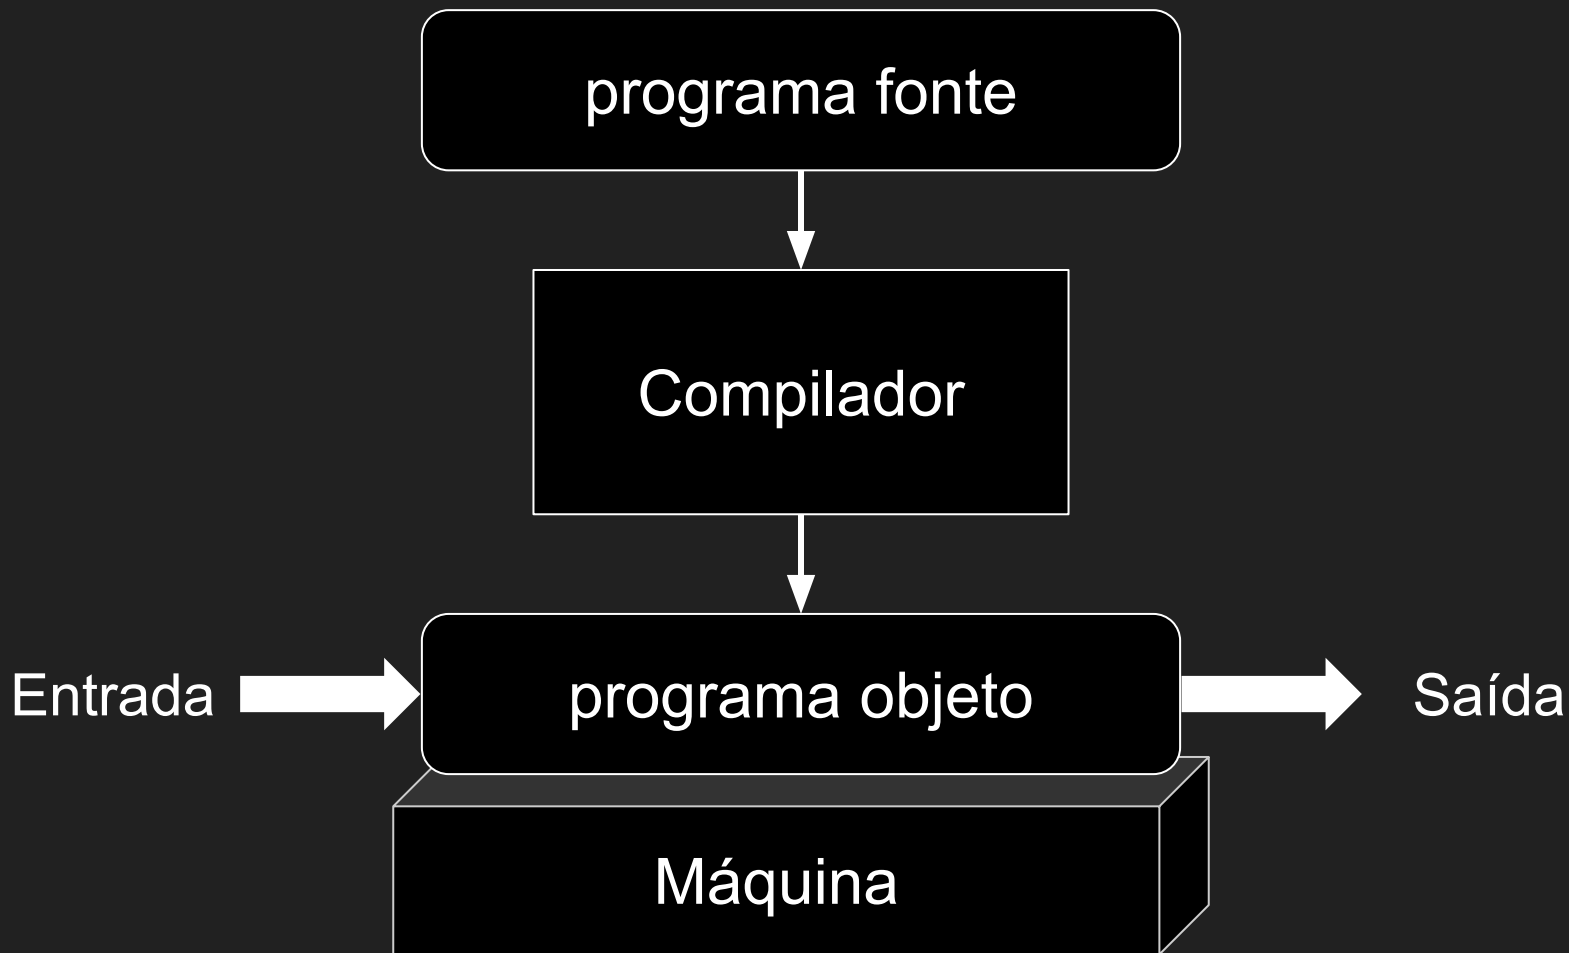 programa fonte
Compilador
Entrada
programa objeto
Saída
Máquina